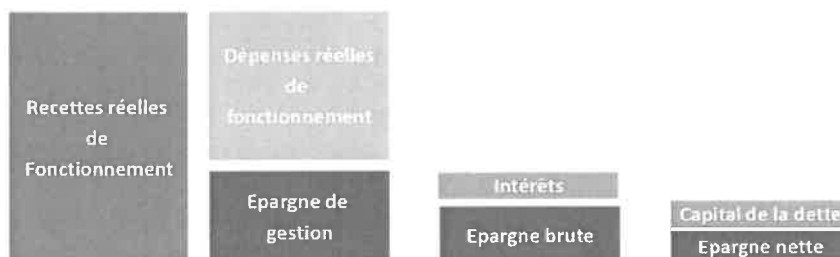 Recettes réelles
de
Fonctionnement
Dépenses réelles
de
fonctionnement
Epargne de
gestion
Intérêts
Epargne brute
Capital de la dette
Epargne nette